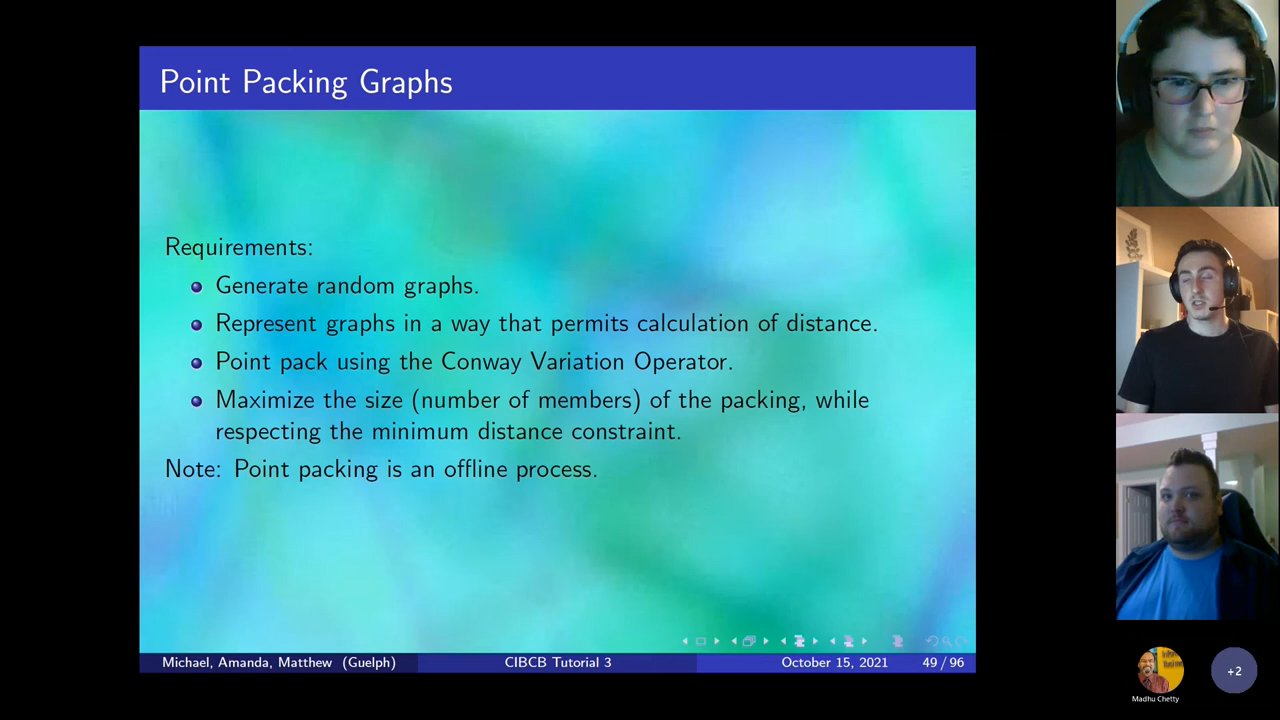 Point Packing Graphs
Requirements:
Generate random graphs.
Represent graphs in a way that permits calculation of distance.
Point pack using the Conway Variation Operator.
Maximize the size (number of members) of the packing, while
respecting the minimum distance constraint.
Note: Point packing is an offline process.
Michael, Amanda, Matthew (Guelph) CIBCB Tutorial 3 October 15, 2021 49 / 96
Madhu Chetty
+2